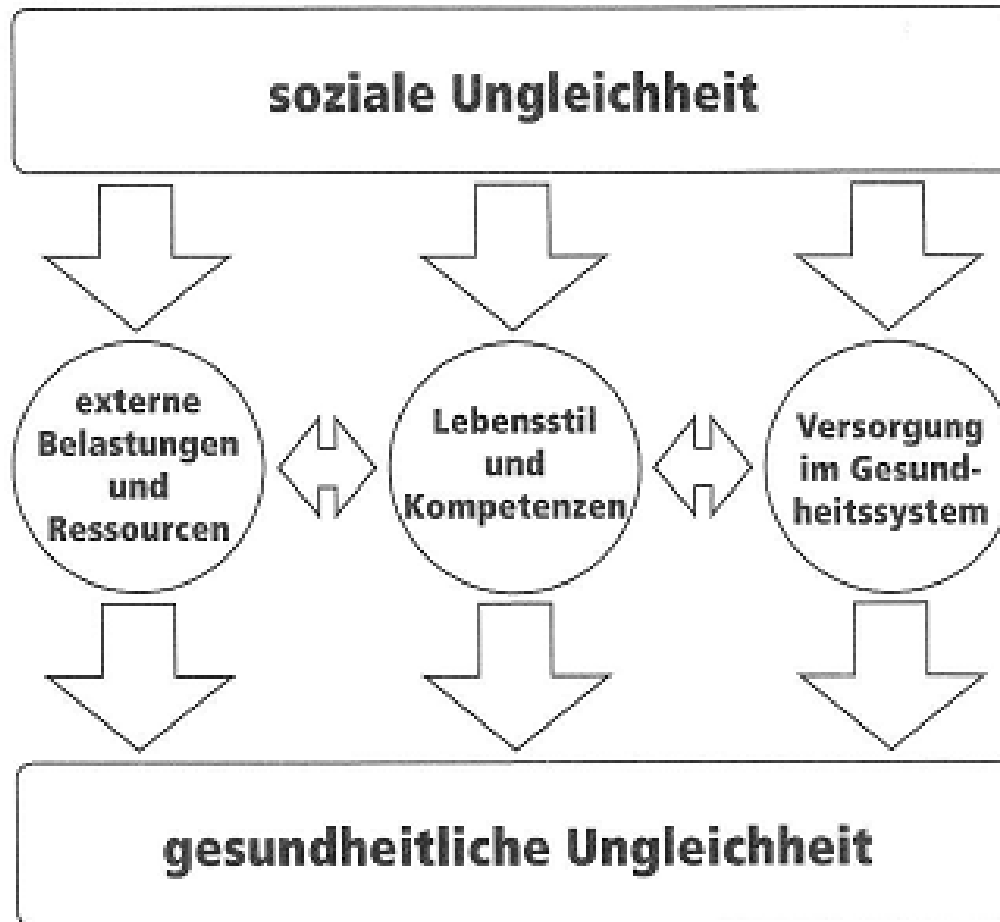 soziale Ungleichheit
externe
Belastungen
und
Ressourcen
Lebensstil
und
Kompetenzen
Versorgung
im Gesund-
heitssystem
gesundheitliche Ungleichheit